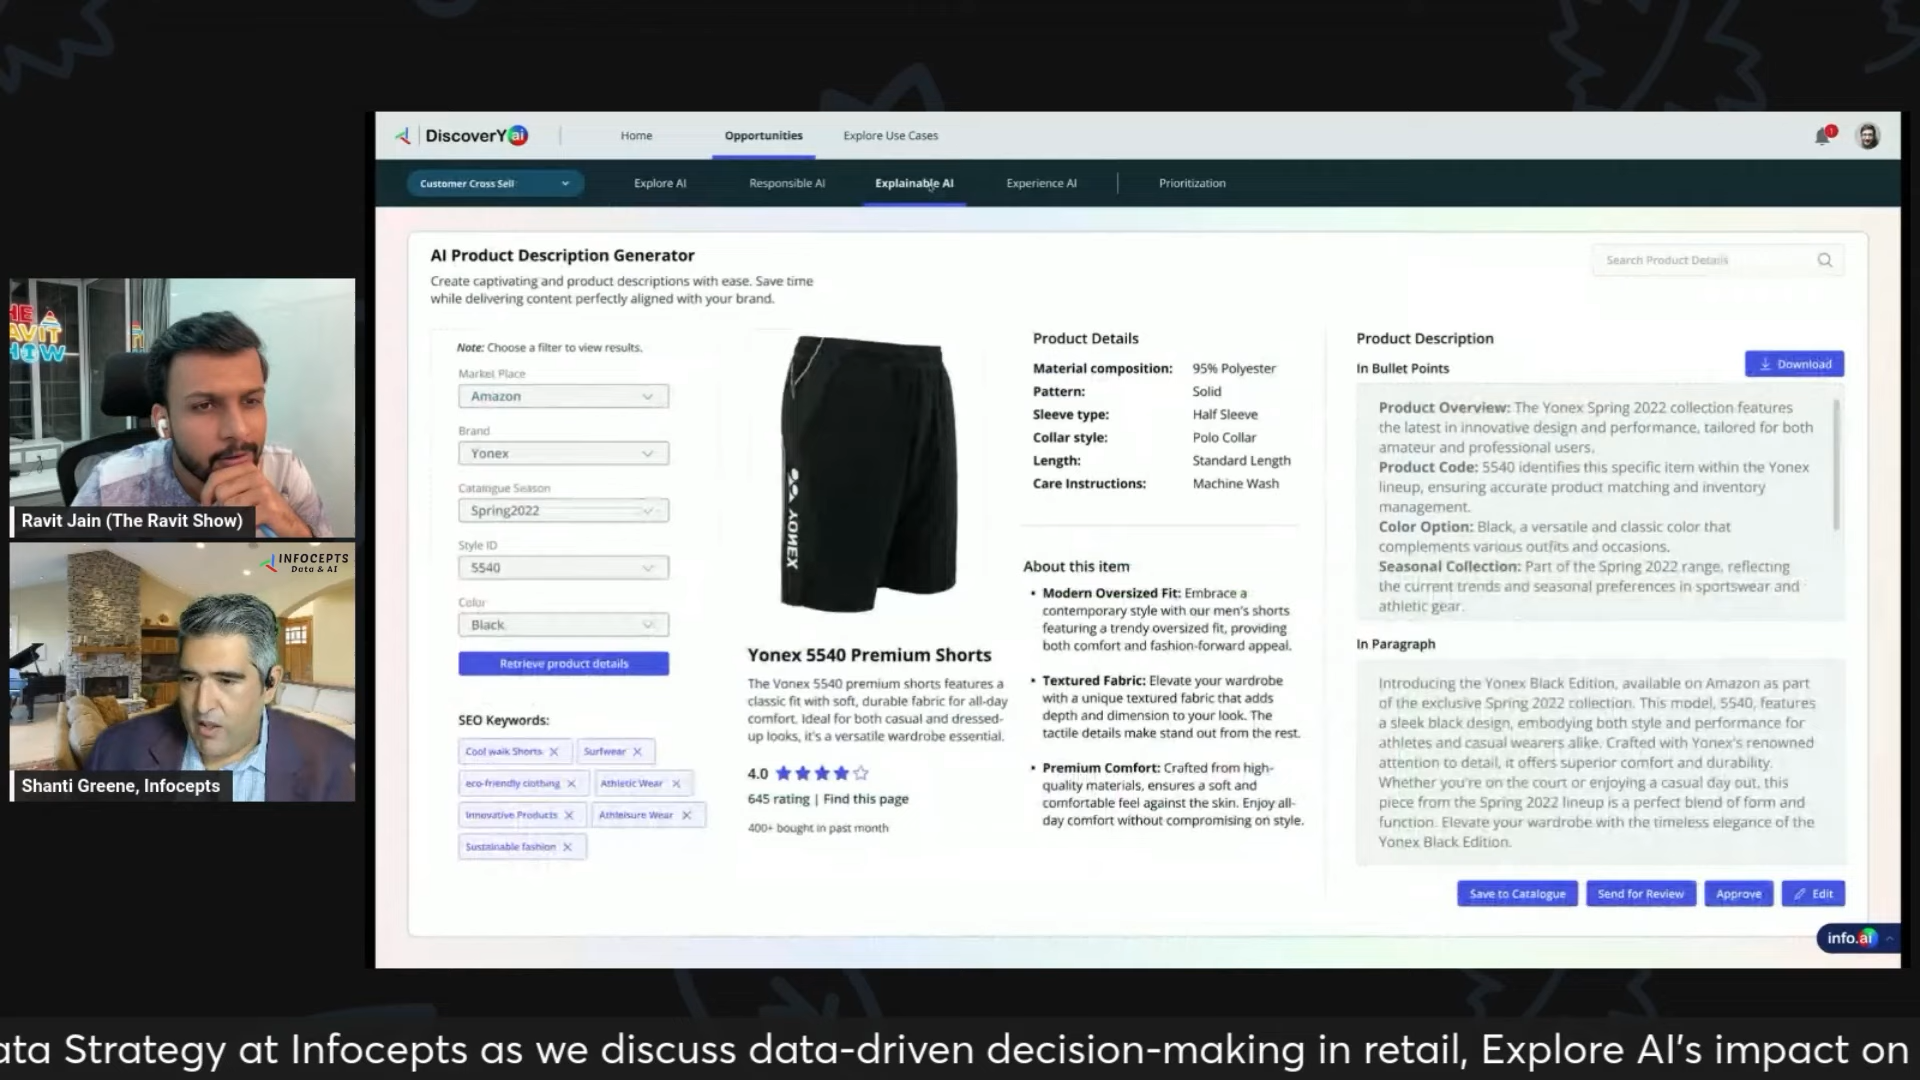 DiscoverY ai
Home
Opportunities
Explore Use Cases
1
Customer Cross Sell
Explore AI
Responsible AI
Explainable AI
Experience AI
Prioritization
AI Product Description Generator
Create captivating and product descriptions with ease. Save time
while delivering content perfectly aligned with your brand.
Search Product Details
Note: Choose a filter to view results.
Market Place
Amazon
Brand
Yonex
Catalogue Season
Spring2022
Style ID
5540
Color
Black
Retrieve product details
SEO Keywords:
Cool walk Shorts
Surfwear
eco-friendly clothing
Athletic Wear
Innovative Products
Athleisure Wear
Sustainable fashion
YONEX
Yonex 5540 Premium Shorts
The Yonex 5540 premium shorts features a
classic fit with soft, durable fabric for all-day
comfort. Ideal for both casual and dressed-
up looks, it's a versatile wardrobe essential.
4.0
645 rating | Find this page
400+ bought in past month
Product Details
Material composition: 95% Polyester
Pattern: Solid
Sleeve type: Half Sleeve
Collar style: Polo Collar
Length: Standard Length
Care Instructions: Machine Wash
About this item
• Modern Oversized Fit: Embrace a
contemporary style with our men's shorts
featuring a trendy oversized fit, providing
both comfort and fashion-forward appeal.
• Textured Fabric: Elevate your wardrobe
with a unique textured fabric that adds
depth and dimension to your look. The
tactile details make stand out from the rest.
• Premium Comfort: Crafted from high-
quality materials, ensures a soft and
comfortable feel against the skin. Enjoy all-
day comfort without compromising on style.
Product Description
In Bullet Points
Download
Product Overview: The Yonex Spring 2022 collection features
the latest in innovative design and performance, tailored for both
amateur and professional users.
Product Code: 5540 identifies this specific item within the Yonex
lineup, ensuring accurate product matching and inventory
management.
Color Option: Black, a versatile and classic color that
complements various outfits and occasions.
Seasonal Collection: Part of the Spring 2022 range, reflecting
the current trends and seasonal preferences in sportswear and
athletic gear.
In Paragraph
Introducing the Yonex Black Edition, available on Amazon as part
of the exclusive Spring 2022 collection. This model, 5540, features
a sleek black design, embodying both style and performance for
athletes and casual wearers alike. Crafted with Yonex's renowned
attention to detail, it offers superior comfort and durability.
Whether you're on the court or enjoying a casual day out, this
piece from the Spring 2022 lineup is a perfect blend of form and
function. Elevate your wardrobe with the timeless elegance of the
Yonex Black Edition.
Save to Catalogue
Send for Review
Approve
Edit
info.ai
Ravit Jain (The Ravit Show)
INFOCEPTS
Data & AI
Shanti Greene, Infocepts
ata Strategy at Infocepts as we discuss data-driven decision-making in retail, Explore AI's impact on